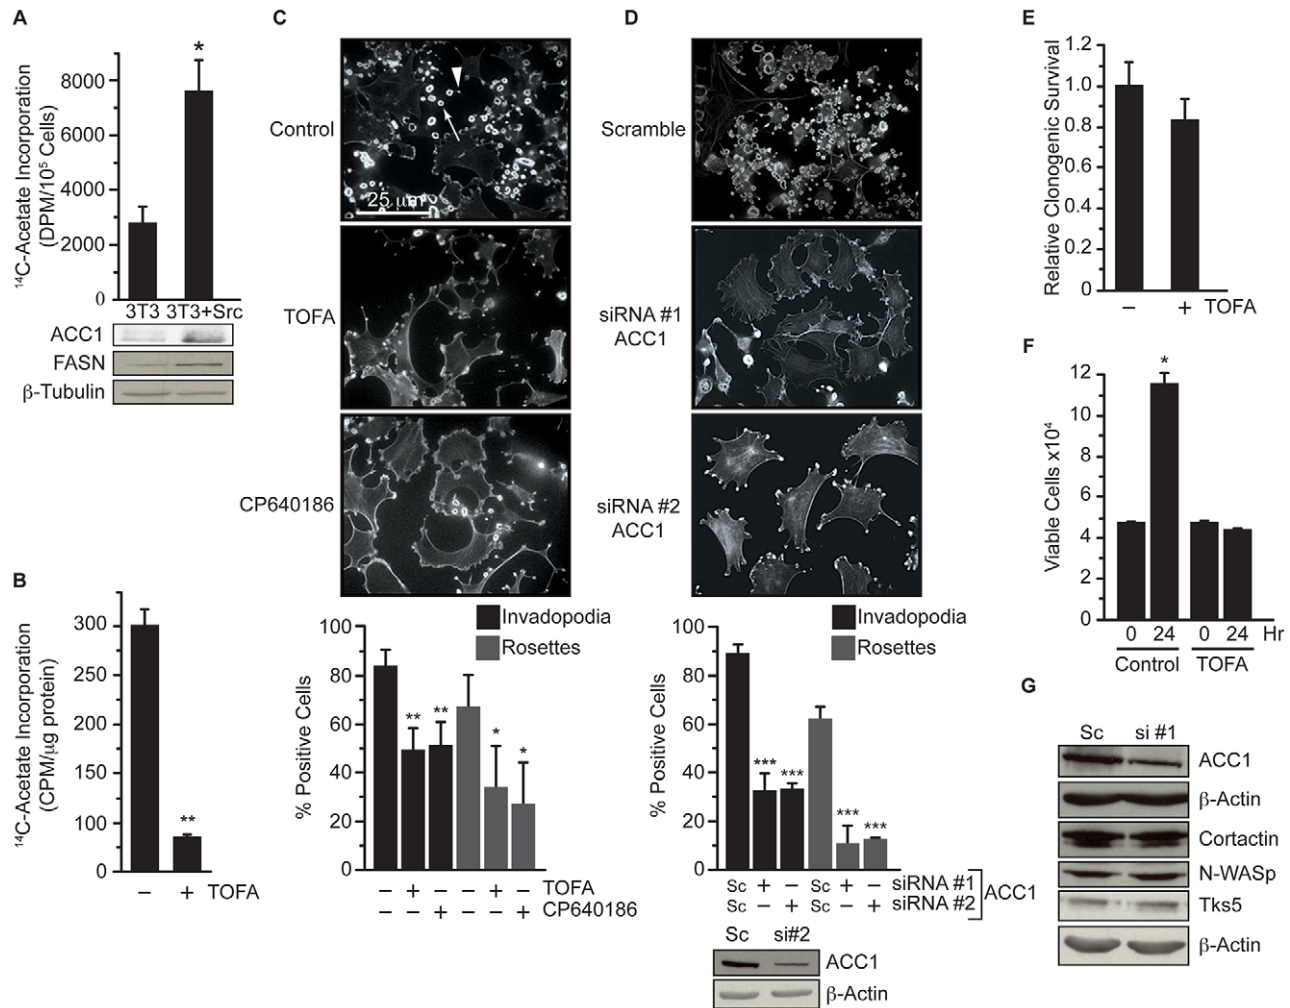 A
¹⁴C-Acetate Incorporation
(DPM/10⁵ Cells)
8000
6000
4000
2000
0
*
3T3 3T3+Src
ACC1
FASN
β-Tubulin
B
¹⁴C-Acetate Incorporation
(CPM/µg protein)
300
250
200
150
100
0
**
– + TOFA
C
Control
25 µm
TOFA
CP640186
Invadopodia
Rosettes
% Positive Cells
100
80
60
40
20
0
** ** * *
– + – – + – TOFA
– – + – – + CP640186
D
Scramble
siRNA #1
ACC1
siRNA #2
ACC1
Invadopodia
Rosettes
% Positive Cells
100
80
60
40
20
0
*** *** *** ***
Sc + – Sc + – siRNA #1
Sc – + Sc – + siRNA #2
ACC1
Sc si#2
ACC1
β-Actin
E
Relative Clonogenic Survival
1.2
1.0
0.8
0.6
0.4
0.2
0
– + TOFA
F
Viable Cells x10⁴
12
10
8
6
4
2
0
*
0 24 0 24 Hr
Control TOFA
G
Sc si #1
ACC1
β-Actin
Cortactin
N-WASp
Tks5
β-Actin